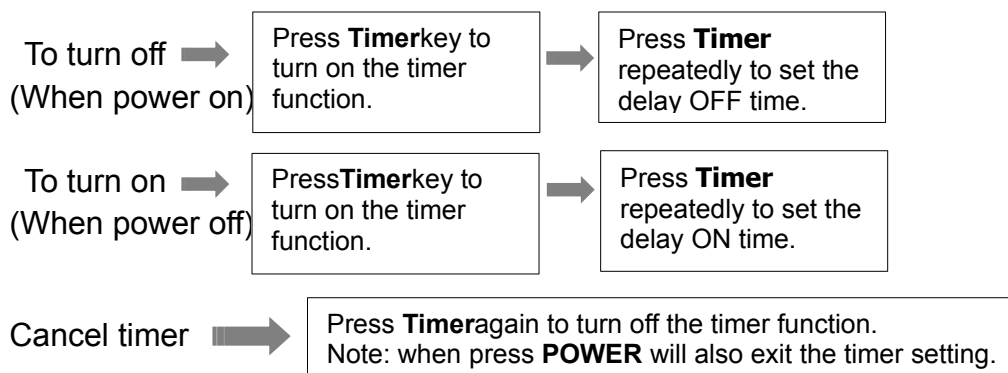 To turn off
(When power on)
Press Timerkey to
turn on the timer
function.
Press Timer
repeatedly to set the
delay OFF time.
To turn on
(When power off)
PressTimerkey to
turn on the timer
function.
Press Timer
repeatedly to set the
delay ON time.
Cancel timer
Press Timeragain to turn off the timer function.
Note: when press POWER will also exit the timer setting.